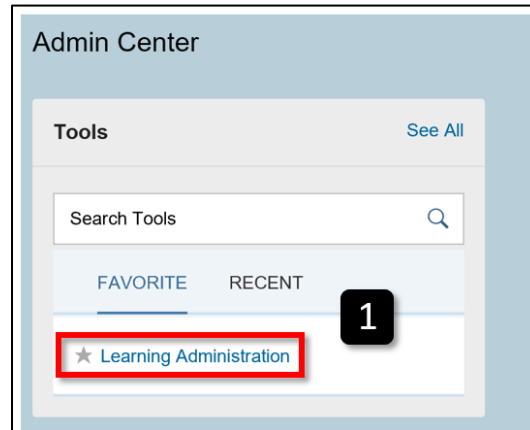 Admin Center
Tools
See All
Search Tools
FAVORITE
RECENT
1
Learning Administration